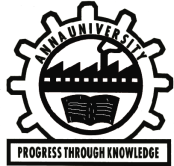 ANNA UNIVERSITY
PROGRESS THROUGH KNOWLEDGE